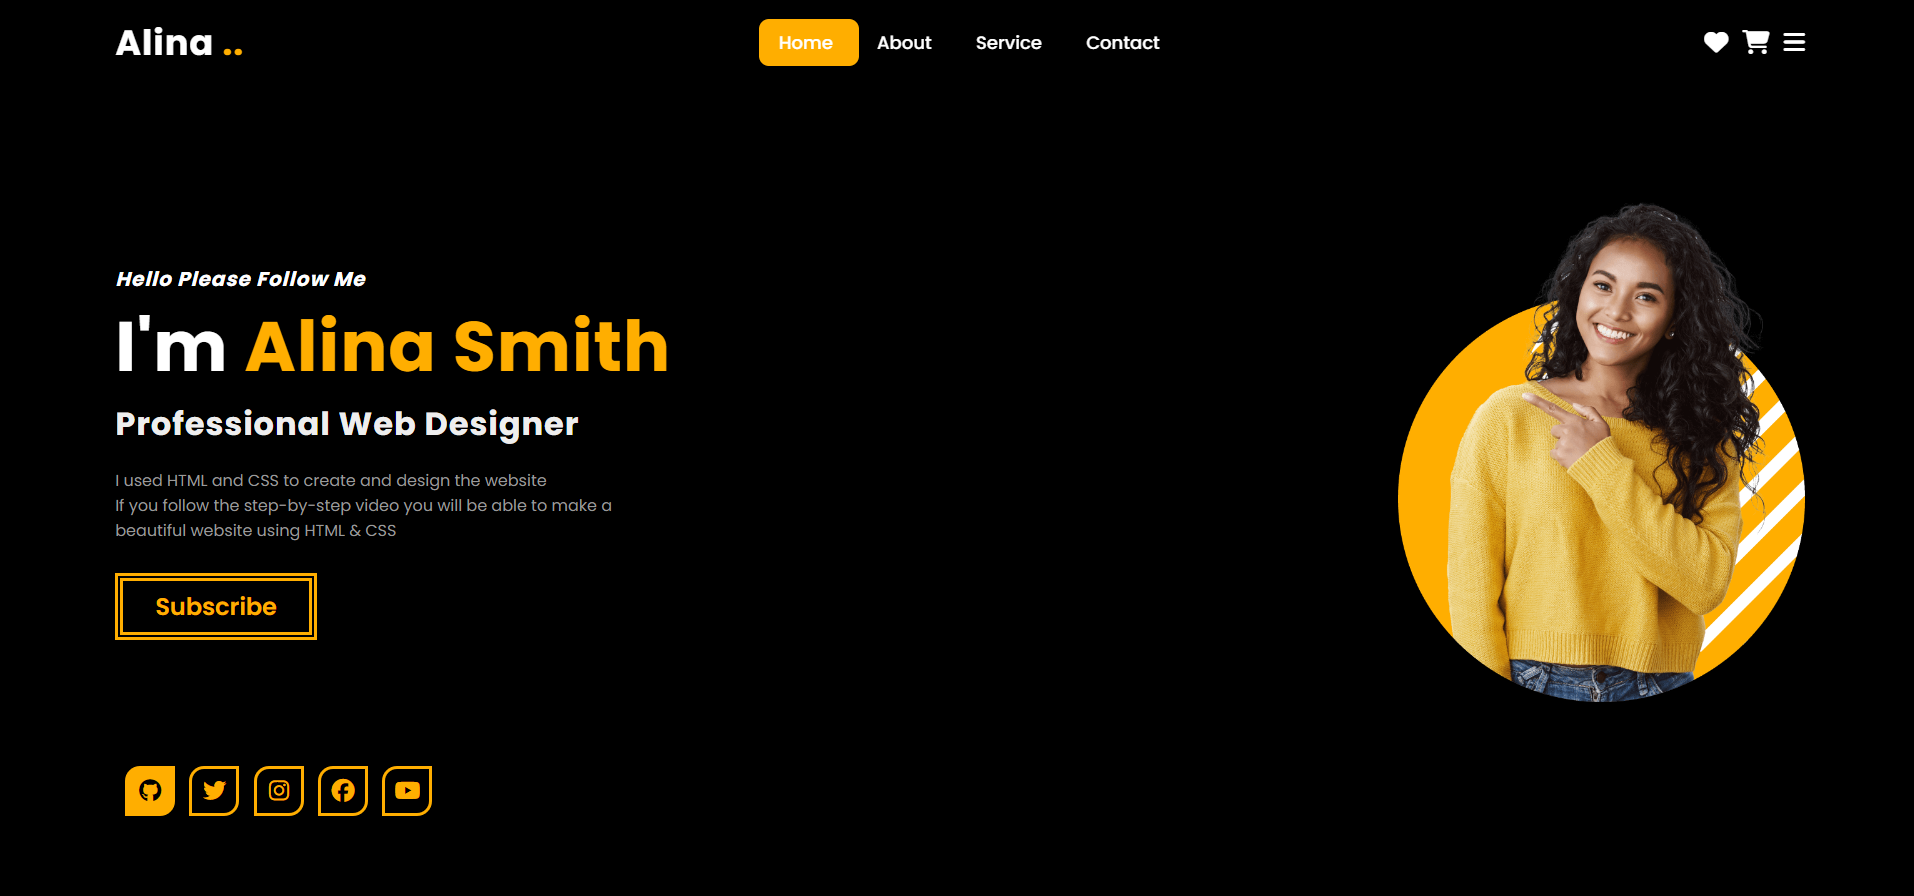 Alina ..
Home About Service Contact
Hello Please Follow Me
I'm Alina Smith
Professional Web Designer
I used HTML and CSS to create and design the website
If you follow the step-by-step video you will be able to make a
beautiful website using HTML & CSS
Subscribe